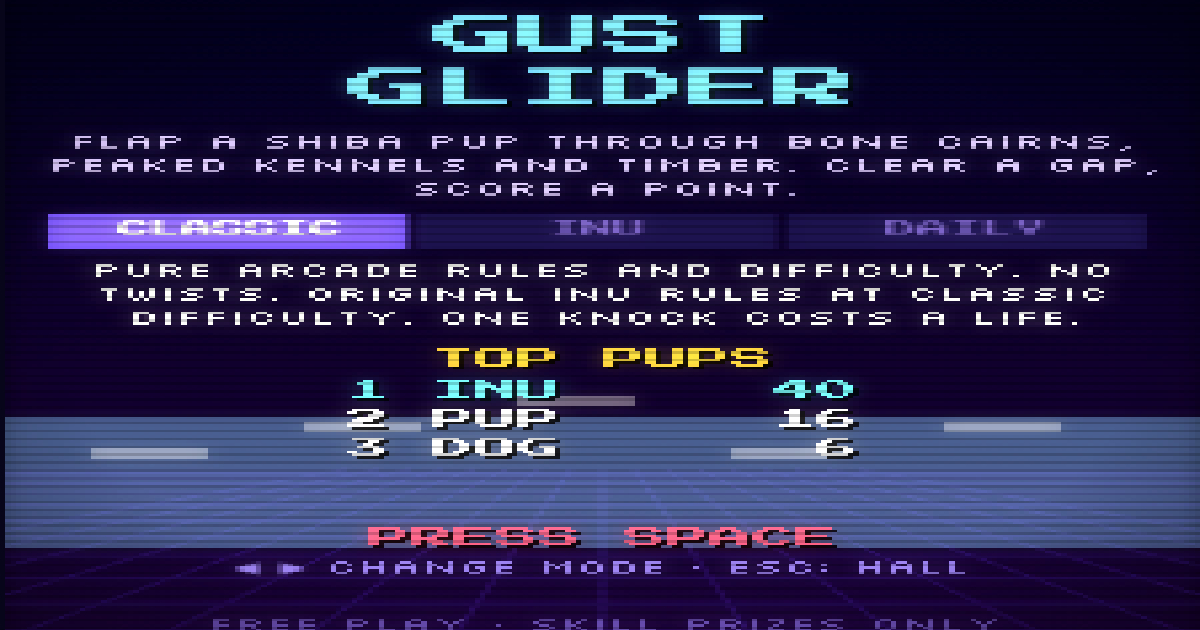 GUST
GLIDER
FLAP A SHIBA PUP THROUGH BONE CAIRNS,
PEAKED KENNELS AND TIMBER. CLEAR A GAP,
SCORE A POINT.
CLASSIC INU DAILY
PURE ARCADE RULES AND DIFFICULTY. NO
TWISTS. ORIGINAL INU RULES AT CLASSIC
DIFFICULTY. ONE KNOCK COSTS A LIFE.
TOP PUPS
1 INU 40
2 PUP 16
3 DOG 6
PRESS SPACE
◀ ▶ CHANGE MODE · ESC: HALL
FREE PLAY · SKILL PRIZES ONLY